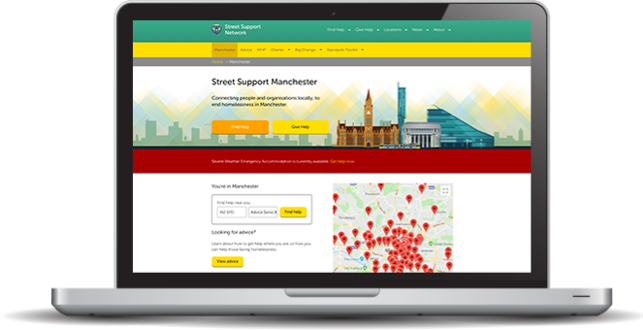 Street Support
Network
Find Help Give Help Locations News About
Manchester Advice MHP Charter Big Change Standards Toolkit
Home > Manchester
Street Support Manchester
Connecting people and organisations locally, to
end homelessness in Manchester
Find Help Give Help
Severe Weather Emergency Accommodation is currently available. Get help now.
You're in Manchester
Find help near you
Find help
Looking for advice?
Learn about how to get help where you are, or how you
can help those facing homelessness.
View advice